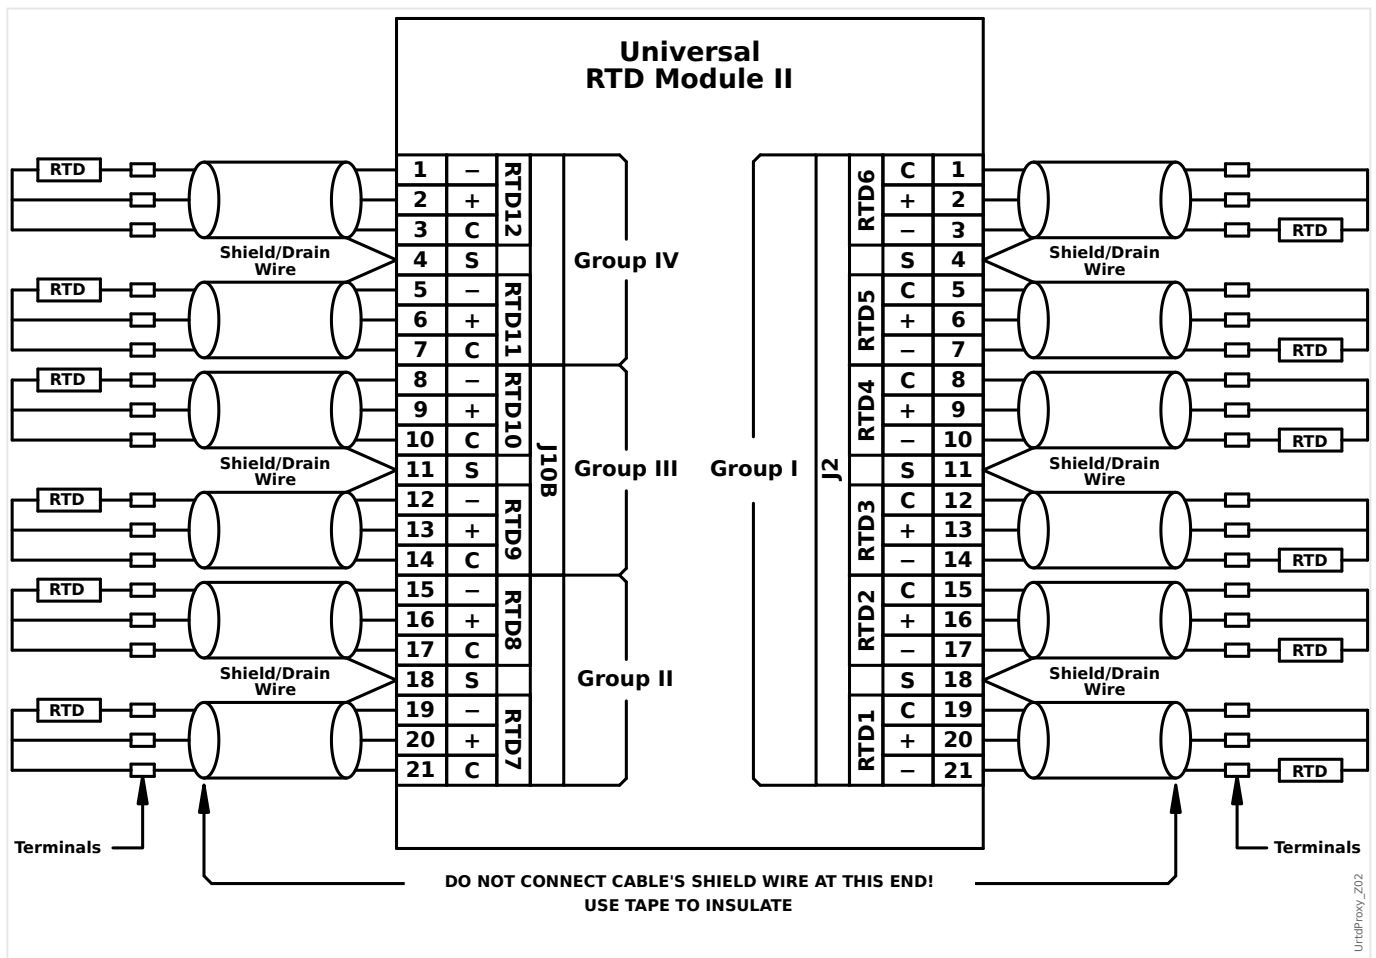 Universal
RTD Module II
RTD 1 − RTD12 RTD6 C 1
RTD 2 + + 2
3 C − 3 RTD
Shield/Drain 4 S Group IV S 4 Shield/Drain
Wire Wire
RTD 5 − RTD11 RTD5 C 5
6 + + 6
7 C − 7 RTD
RTD 8 − RTD10 RTD4 C 8
9 + + 9
10 C − 10 RTD
Shield/Drain 11 S J10B Group III Group I J2 S 11 Shield/Drain
Wire Wire
RTD 12 − RTD9 RTD3 C 12
13 + + 13
14 C − 14 RTD
RTD 15 − RTD8 RTD2 C 15
16 + + 16
17 C − 17 RTD
Shield/Drain 18 S Group II S 18 Shield/Drain
Wire Wire
RTD 19 − RTD7 RTD1 C 19
20 + + 20
21 C − 21 RTD
Terminals Terminals
DO NOT CONNECT CABLE'S SHIELD WIRE AT THIS END!
USE TAPE TO INSULATE
UrtdProxy_Z02